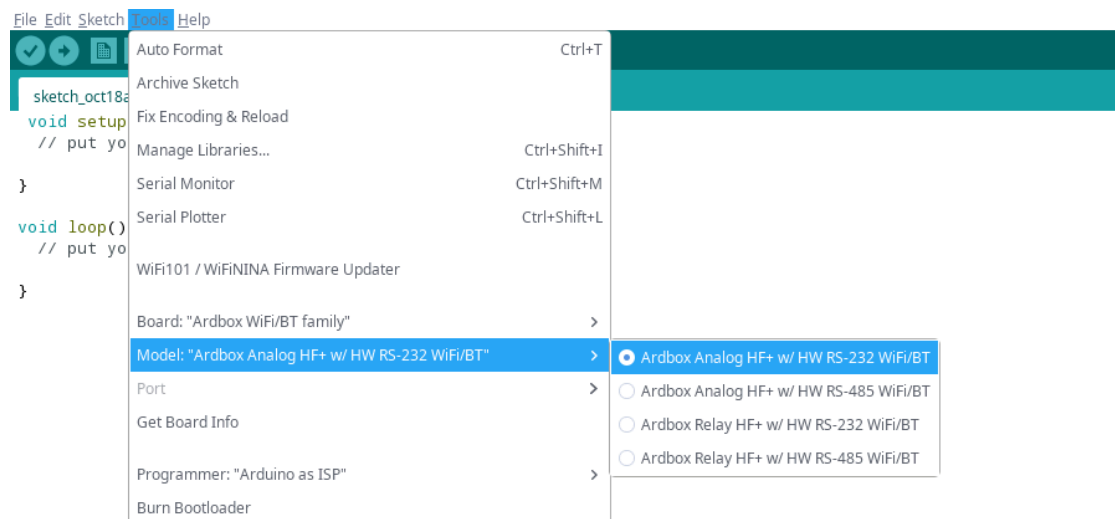 File Edit Sketch Tools Help
Auto Format Ctrl+T
Archive Sketch
sketch_oct18a
Fix Encoding & Reload
void setup
// put yo
Manage Libraries... Ctrl+Shift+I
}
Serial Monitor Ctrl+Shift+M
Serial Plotter Ctrl+Shift+L
void loop()
// put yo
WiFi101 / WiFiNINA Firmware Updater
}
Board: "Ardbox WiFi/BT family"
Model: "Ardbox Analog HF+ w/ HW RS-232 WiFi/BT"
Ardbox Analog HF+ w/ HW RS-232 WiFi/BT
Port
Ardbox Analog HF+ w/ HW RS-485 WiFi/BT
Get Board Info
Ardbox Relay HF+ w/ HW RS-232 WiFi/BT
Ardbox Relay HF+ w/ HW RS-485 WiFi/BT
Programmer: "Arduino as ISP"
Burn Bootloader